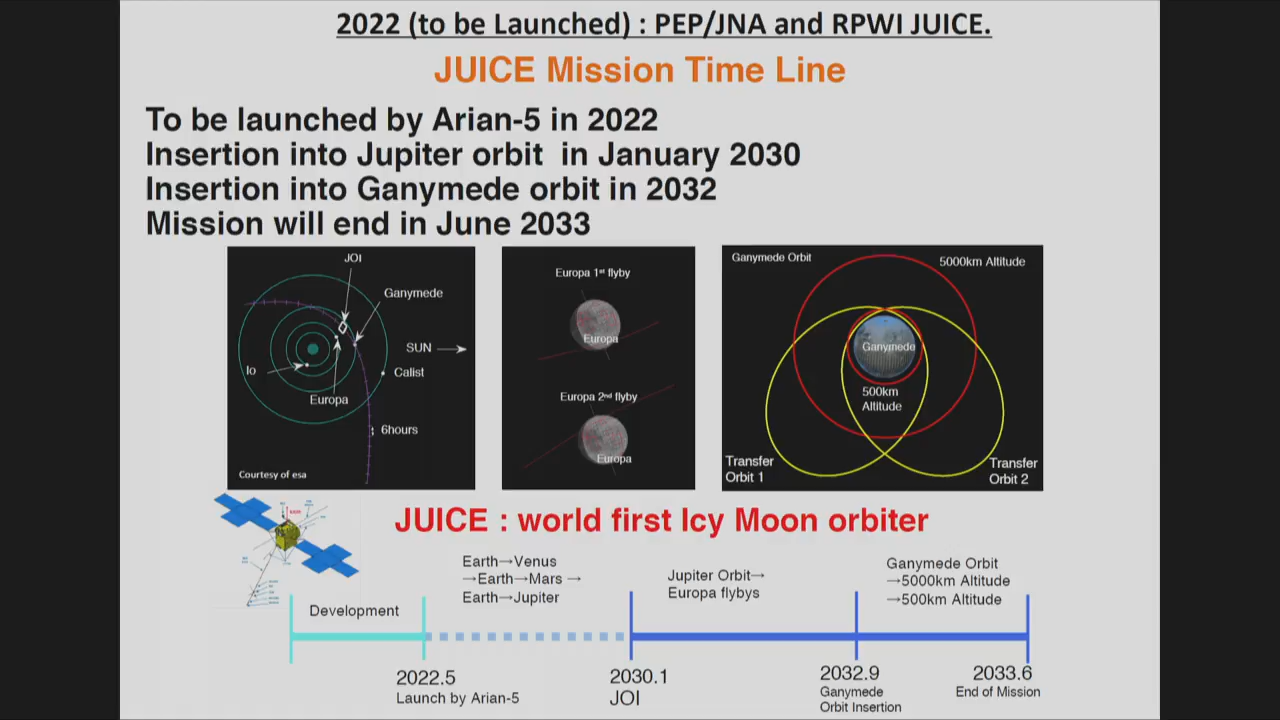 2022 (to be Launched) : PEP/JNA and RPWI JUICE.
JUICE Mission Time Line
To be launched by Arian-5 in 2022
Insertion into Jupiter orbit in January 2030
Insertion into Ganymede orbit in 2032
Mission will end in June 2033
JOI
Ganymede
SUN
Io
Calist
Europa
6hours
Courtesy of esa
Europa 1st flyby
Europa
Europa 2nd flyby
Europa
Ganymede Orbit
5000km Altitude
Ganymede
500km
Altitude
Transfer
Orbit 1
Transfer
Orbit 2
JUICE : world first Icy Moon orbiter
Development
Earth→Venus
→Earth→Mars →
Earth→Jupiter
Jupiter Orbit→
Europa flybys
Ganymede Orbit
→5000km Altitude
→500km Altitude
2022.5
Launch by Arian-5
2030.1
JOI
2032.9
Ganymede
Orbit Insertion
2033.6
End of Mission